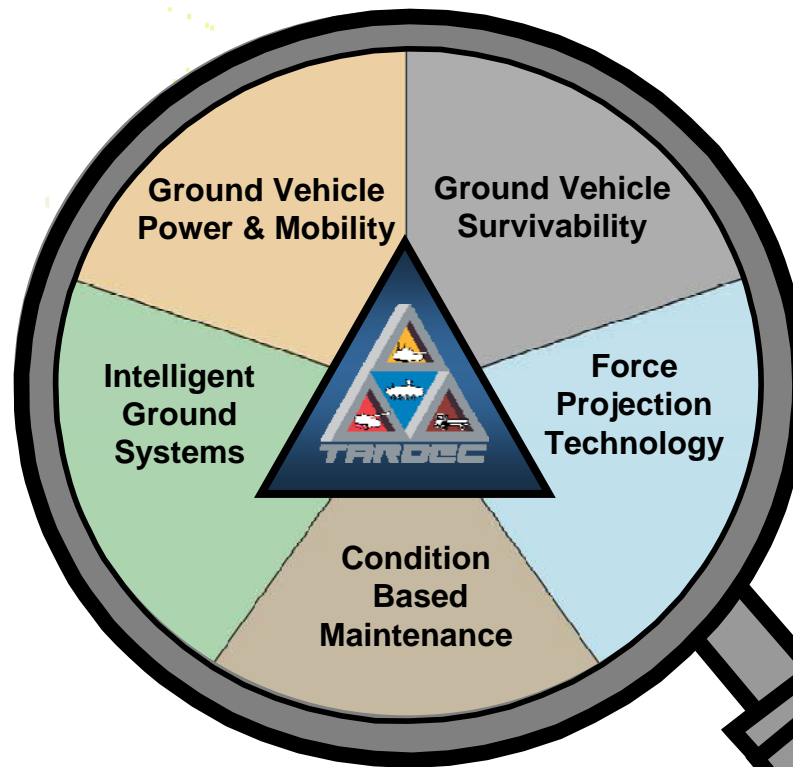 Ground Vehicle
Power & Mobility
Ground Vehicle
Survivability
Intelligent
Ground
Systems
Force
Projection
Technology
TARDEC
Condition
Based
Maintenance